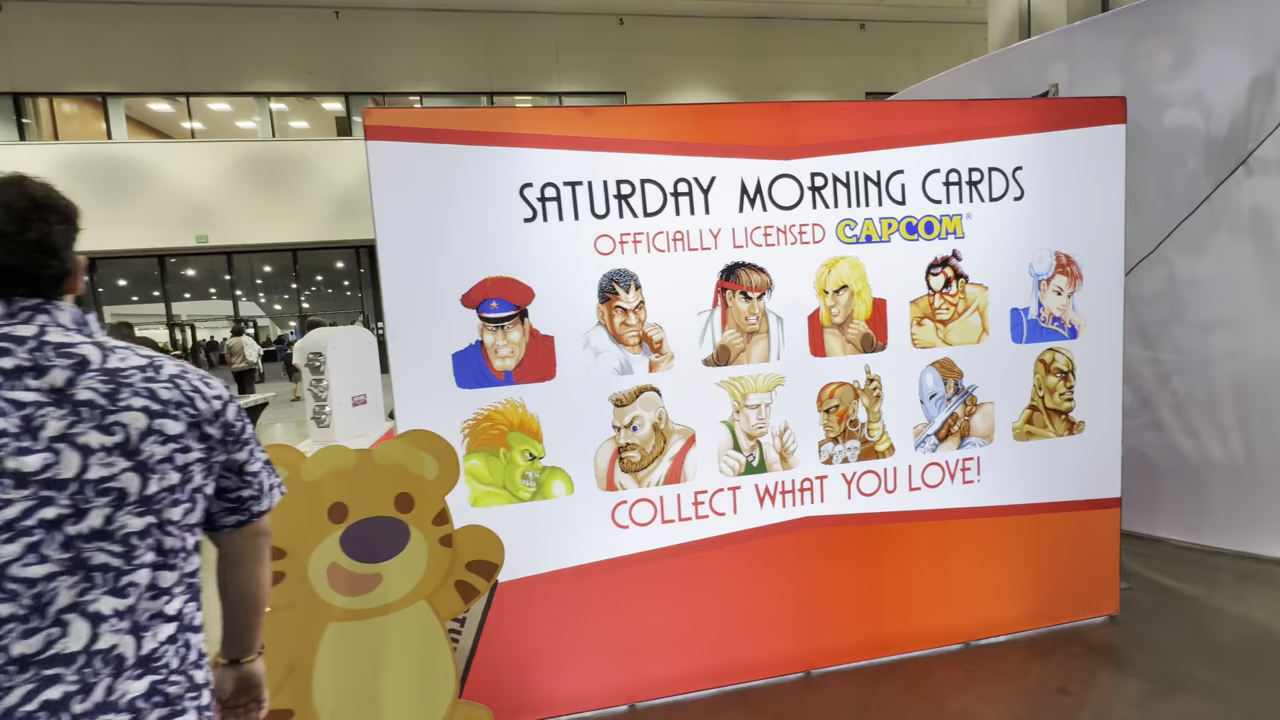 T
S
R
SATURDAY MORNING CARDS
OFFICIALLY LICENSED CAPCOM®
COLLECT WHAT YOU LOVE!